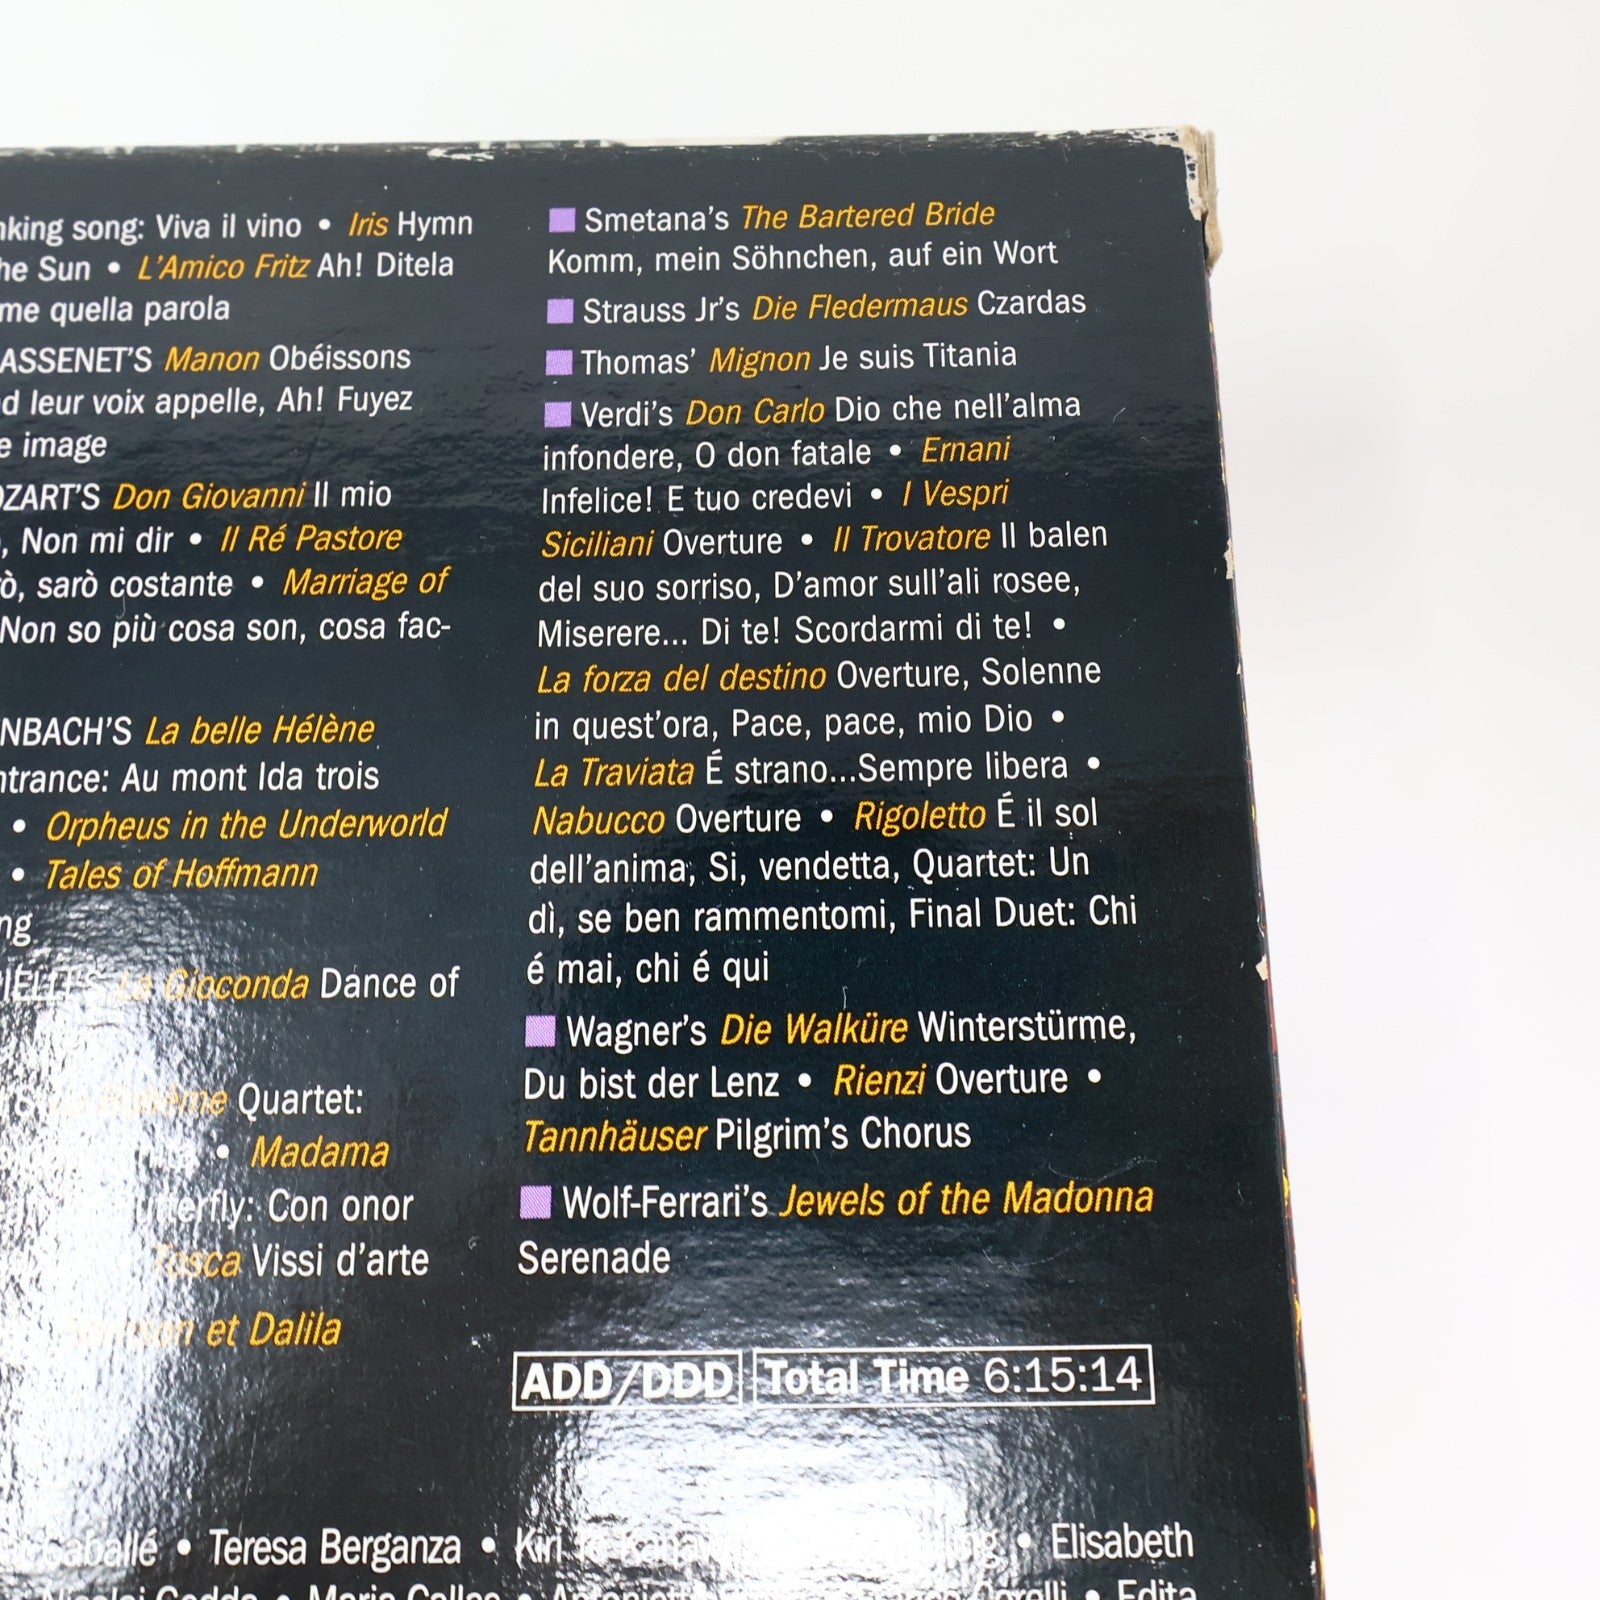 song: Viva il vino • Iris Hymn
Sun • L'Amico Fritz Ah! Ditela
me quella parola
Manon Obéissons
leur voix appelle, Ah! Fuyez
image
Don Giovanni Il mio
, Non mi dir • Il Ré Pastore
sarò costante • Marriage of
Non so più cosa son, cosa fac-
La belle Hélène
Au mont Ida trois
• Orpheus in the Underworld
• Tales of Hoffmann
La Gioconda Dance of
Quartet:
• Madama
Con onor
Tosca Vissi d'arte
et Dalila
Smetana's The Bartered Bride
Komm, mein Söhnchen, auf ein Wort
Strauss Jr's Die Fledermaus Czardas
Thomas' Mignon Je suis Titania
Verdi's Don Carlo Dio che nell'alma
infondere, O don fatale • Ernani
Infelice! E tuo credevi • I Vespri
Siciliani Overture • Il Trovatore Il balen
del suo sorriso, D'amor sull'ali rosee,
Miserere... Di te! Scordarmi di te! •
La forza del destino Overture, Solenne
in quest'ora, Pace, pace, mio Dio •
La Traviata É strano...Sempre libera •
Nabucco Overture • Rigoletto É il sol
dell'anima, Si, vendetta, Quartet: Un
dì, se ben rammentomi, Final Duet: Chi
é mai, chi é qui
Wagner's Die Walküre Winterstürme,
Du bist der Lenz • Rienzi Overture •
Tannhäuser Pilgrim's Chorus
Wolf-Ferrari's Jewels of the Madonna
Serenade
ADD/DDD Total Time 6:15:14
Caballé • Teresa Berganza • Kiri Te Kanawa • Elisabeth
Nicolai Gedda • Maria Callas • Corelli • Edita